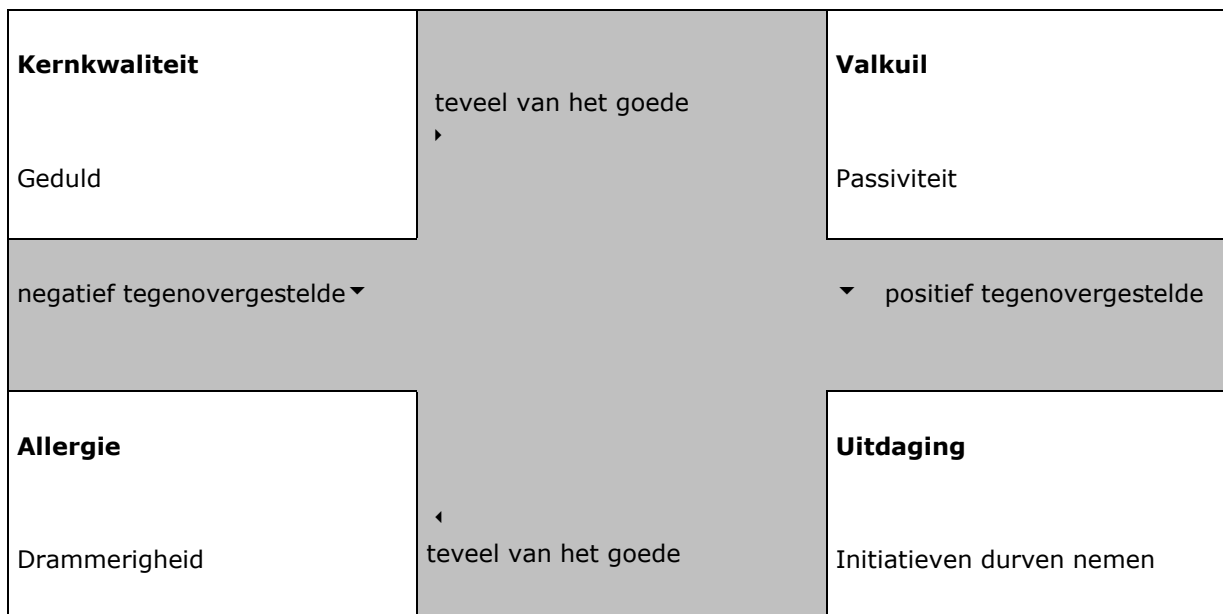 Kernkwaliteit
teveel van het goede
Valkuil
Geduld
Passiviteit
negatief tegenovergestelde
positief tegenovergestelde
Allergie
Uitdaging
Drammerigheid
teveel van het goede
Initiatieven durven nemen